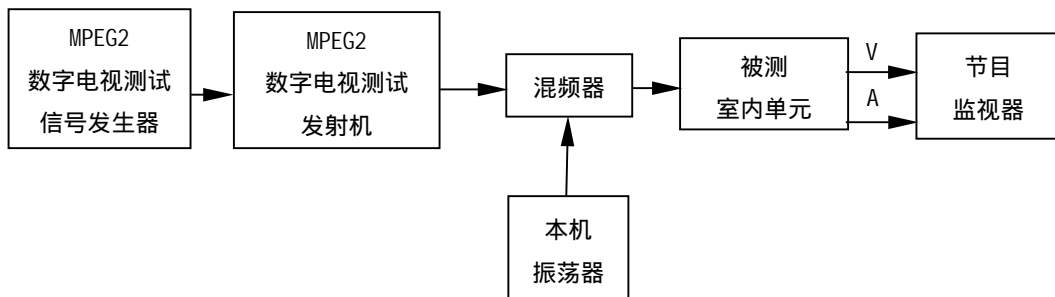 MPEG2
数字电视测试
信号发生器
MPEG2
数字电视测试
发射机
混频器
被测
室内单元
V
A
节目
监视器
本机
振荡器